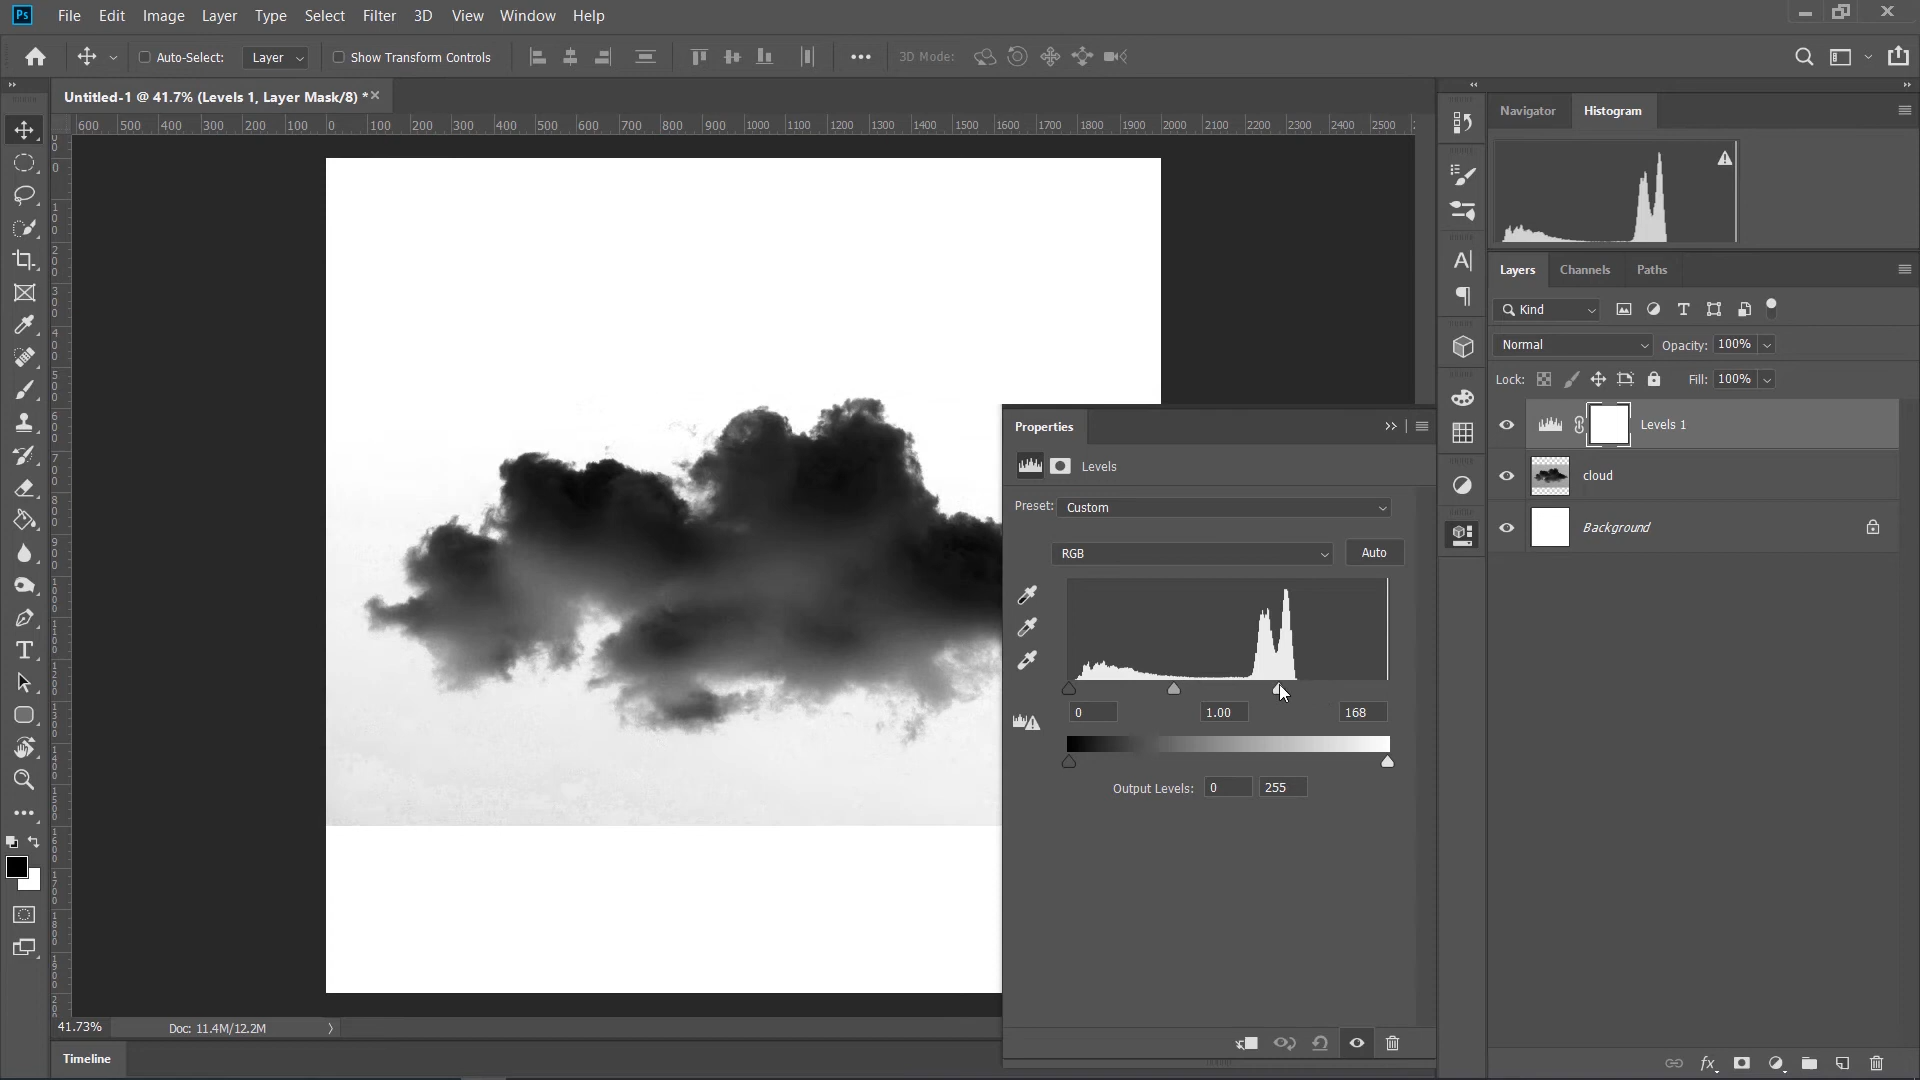 Ps File Edit Image Layer Type Select Filter 3D View Window Help
Auto-Select: Layer Show Transform Controls 3D Mode:
Untitled-1 @ 41.7% (Levels 1, Layer Mask/8) *
600 500 400 300 200 100 0 100 200 300 400 500 600 700 800 900 1000 1100 1200 1300 1400 1500 1600 1700 1800 1900 2000 2100 2200 2300 2400 2500
Navigator Histogram
Layers Channels Paths
Kind
Normal Opacity: 100%
Lock: Fill: 100%
Levels 1
cloud
Background
Properties
Levels
Preset: Custom
RGB Auto
0 1.00 168
Output Levels: 0 255
41.73% Doc: 11.4M/12.2M
Timeline